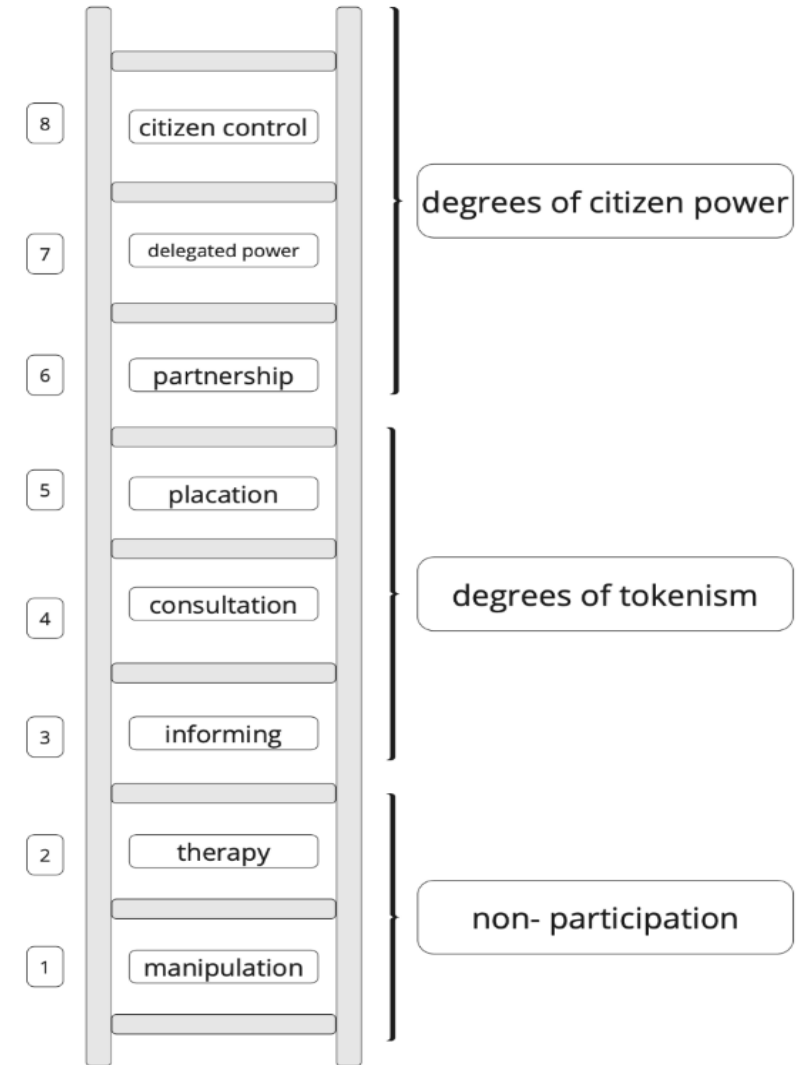 8
citizen control
degrees of citizen power
7
delegated power
6
partnership
5
placation
4
consultation
degrees of tokenism
3
informing
2
therapy
non- participation
1
manipulation